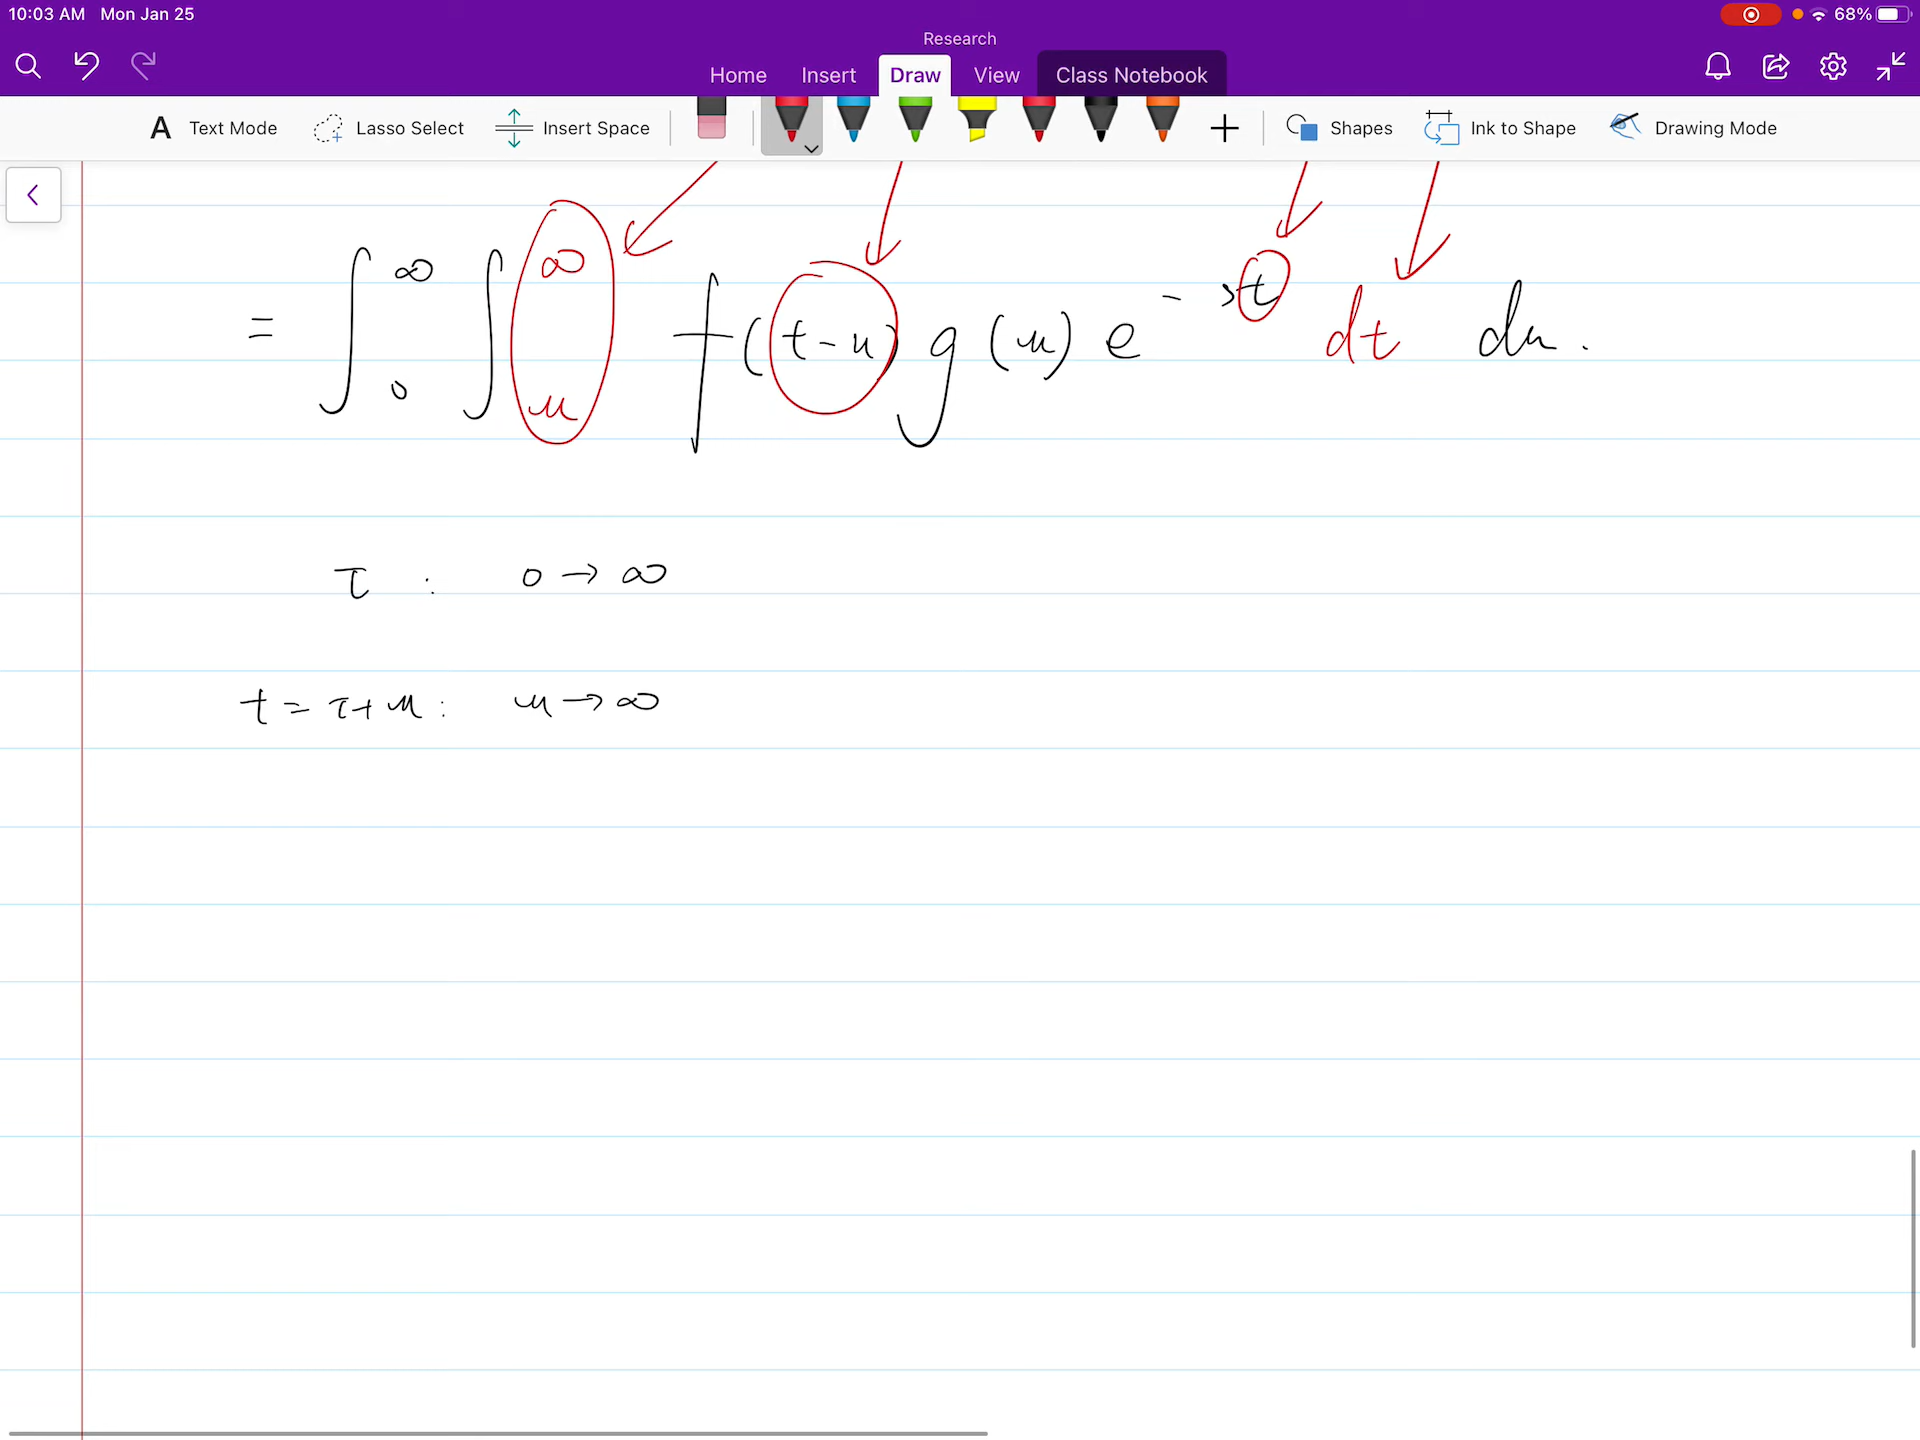 10:03 AM Mon Jan 25
68%
Research
Home Insert Draw View Class Notebook
A Text Mode Lasso Select Insert Space Shapes Ink to Shape Drawing Mode
= ∫₀^∞ ∫ᵤ^∞ f(t-u) g(u) e^{-st} dt du.
τ : 0 → ∞
t = τ + u : u → ∞